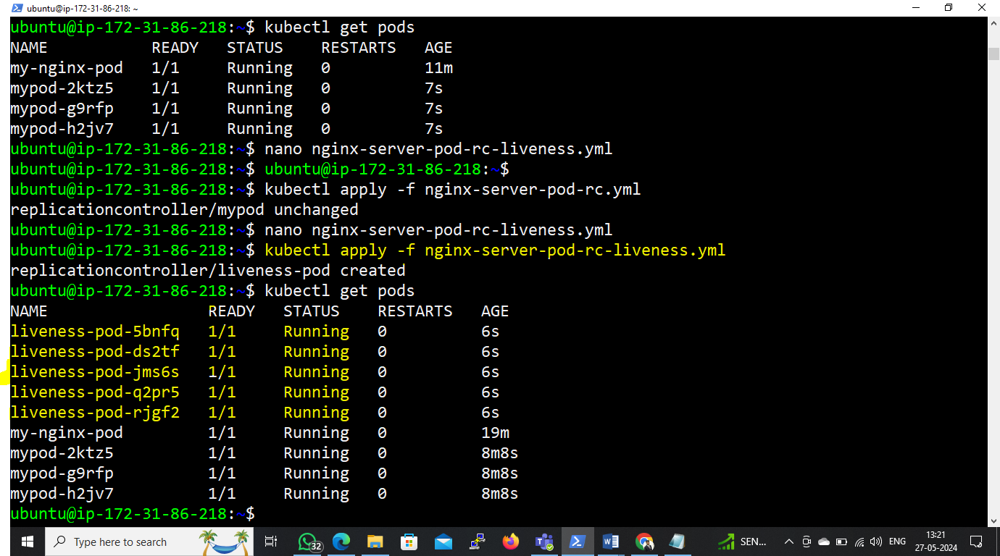 ubuntu@ip-172-31-86-218: ~
ubuntu@ip-172-31-86-218:~$ kubectl get pods
NAME READY STATUS RESTARTS AGE
my-nginx-pod 1/1 Running 0 11m
mypod-2ktz5 1/1 Running 0 7s
mypod-g9rfp 1/1 Running 0 7s
mypod-h2jv7 1/1 Running 0 7s
ubuntu@ip-172-31-86-218:~$ nano nginx-server-pod-rc-liveness.yml
ubuntu@ip-172-31-86-218:~$ ubuntu@ip-172-31-86-218:~$
ubuntu@ip-172-31-86-218:~$ kubectl apply -f nginx-server-pod-rc.yml
replicationcontroller/mypod unchanged
ubuntu@ip-172-31-86-218:~$ nano nginx-server-pod-rc-liveness.yml
ubuntu@ip-172-31-86-218:~$ kubectl apply -f nginx-server-pod-rc-liveness.yml
replicationcontroller/liveness-pod created
ubuntu@ip-172-31-86-218:~$ kubectl get pods
NAME READY STATUS RESTARTS AGE
liveness-pod-5bnfq 1/1 Running 0 6s
liveness-pod-ds2tf 1/1 Running 0 6s
liveness-pod-jms6s 1/1 Running 0 6s
liveness-pod-q2pr5 1/1 Running 0 6s
liveness-pod-rjgf2 1/1 Running 0 6s
my-nginx-pod 1/1 Running 0 19m
mypod-2ktz5 1/1 Running 0 8m8s
mypod-g9rfp 1/1 Running 0 8m8s
mypod-h2jv7 1/1 Running 0 8m8s
ubuntu@ip-172-31-86-218:~$
Type here to search 32 SEN... ENG 13:21
27-05-2024